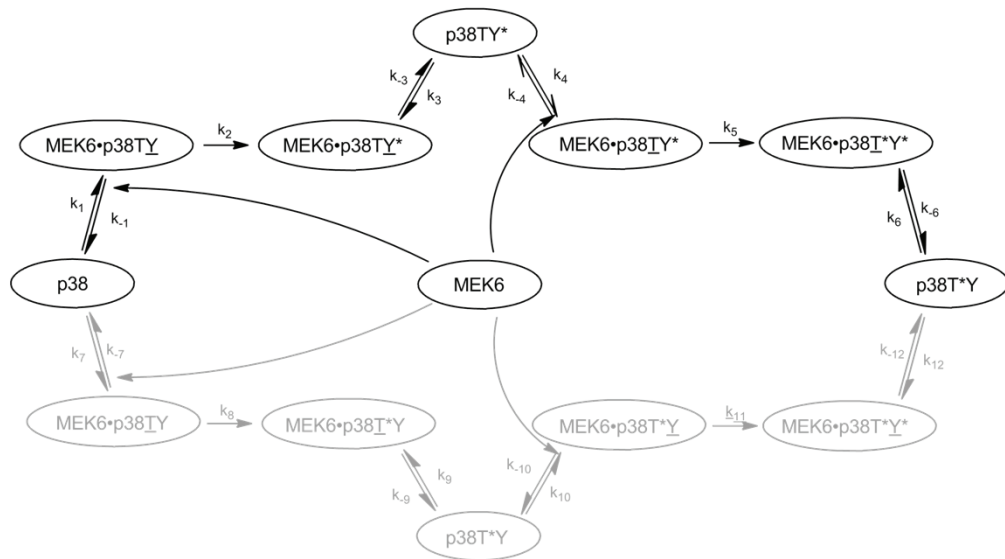 p38TY*
k-3
k3
k4
k-4
MEK6•p38TY
k2
MEK6•p38TY*
MEK6•p38TY*
k5
MEK6•p38T*Y*
k1
k-1
k6
k-6
p38
MEK6
p38T*Y
k7
k-7
k-12
k12
MEK6•p38TY
k8
MEK6•p38T*Y
MEK6•p38T*Y
k11
MEK6•p38T*Y*
k9
k-9
k-10
k10
p38T*Y